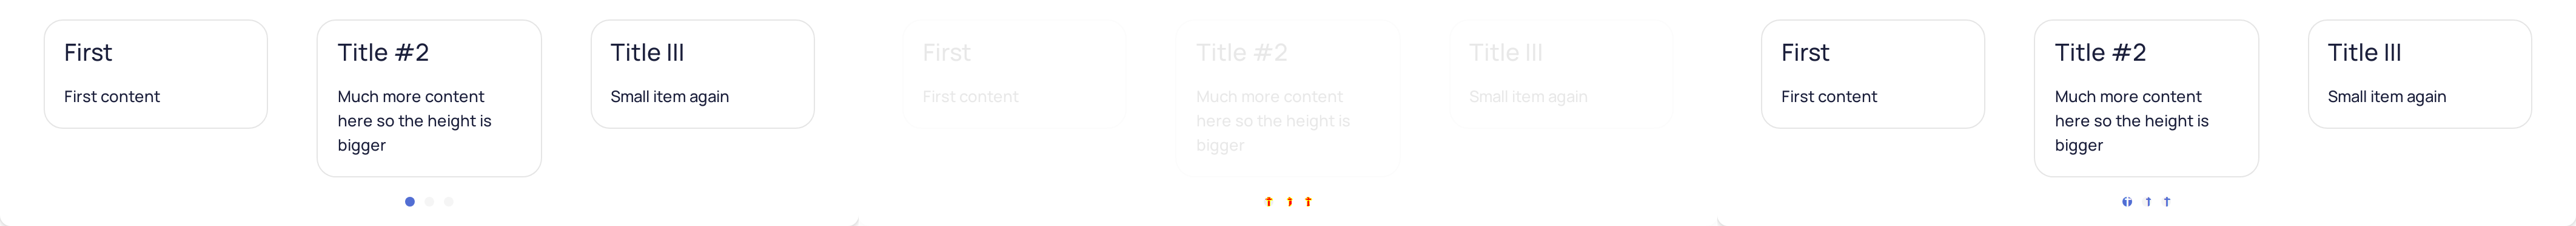 First
First content
Title #2
Much more content
here so the height is
bigger
Title III
Small item again
First
First content
Title #2
Much more content
here so the height is
bigger
Title III
Small item again
First
First content
Title #2
Much more content
here so the height is
bigger
Title III
Small item again